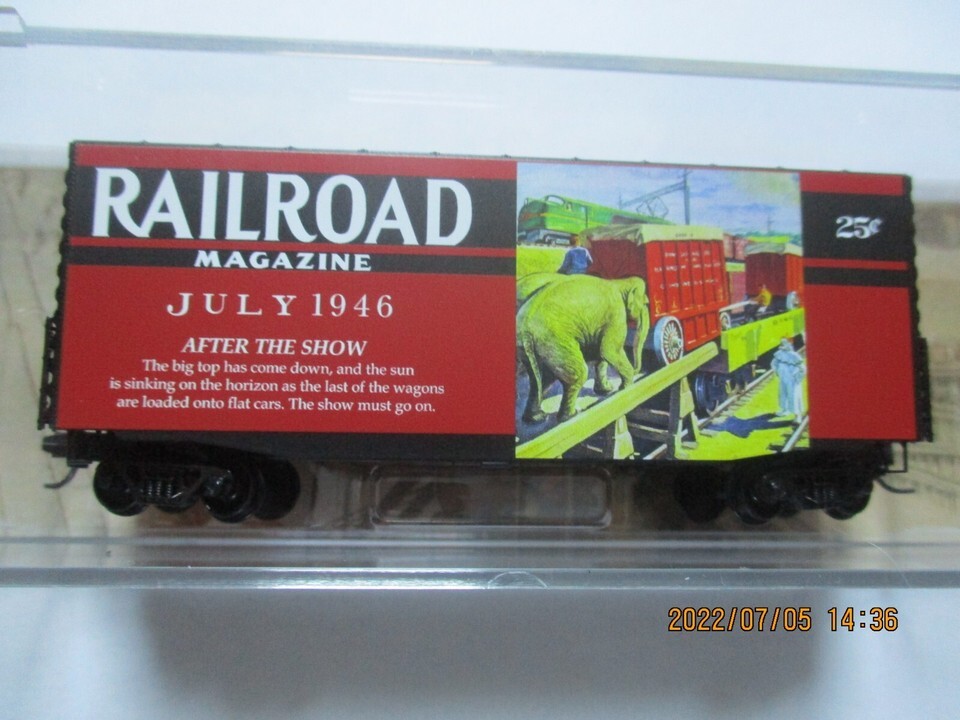 RAILROAD
MAGAZINE
JULY 1946
AFTER THE SHOW
The big top has come down, and the sun
is sinking on the horizon as the last of the wagons
are loaded onto flat cars. The show must go on.
25¢
2022/07/05 14:36